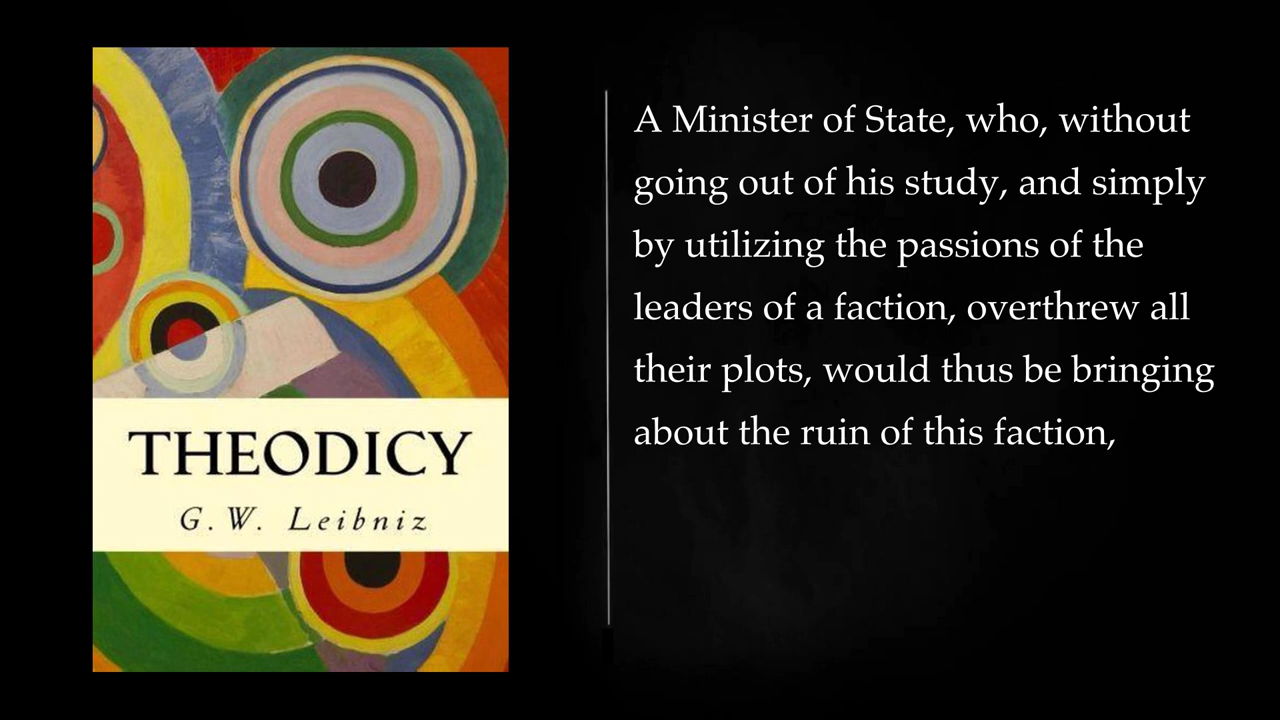 THEODICY
G. W. Leibniz
A Minister of State, who, without
going out of his study, and simply
by utilizing the passions of the
leaders of a faction, overthrew all
their plots, would thus be bringing
about the ruin of this faction,